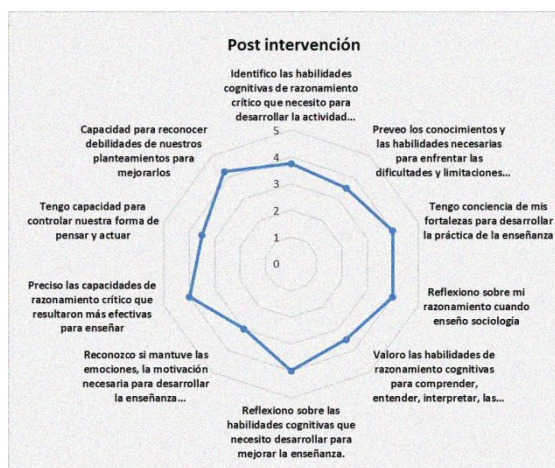 Post intervención
Identifico las habilidades
cognitivas de razonamiento
crítico que necesito para
desarrollar la actividad...
Preveo los conocimientos y
las habilidades necesarias
para enfrentar las
dificultades y limitaciones...
Tengo conciencia de mis
fortalezas para desarrollar
la práctica de la enseñanza
Reflexiono sobre mi
razonamiento cuando
enseño sociología
Valoro las habilidades de
razonamiento cognitivas
para comprender,
entender, interpretar, las...
Reflexiono sobre las
habilidades cognitivas que
necesito desarrollar para
mejorar la enseñanza.
Reconozco si mantuve las
emociones, la motivación
necesaria para desarrollar
la enseñanza...
Preciso las capacidades de
razonamiento crítico que
resultaron más efectivas
para enseñar
Tengo capacidad para
controlar nuestra forma de
pensar y actuar
Capacidad para reconocer
debilidades de nuestros
planteamientos para
mejorarlos
5
4
3
2
1
0